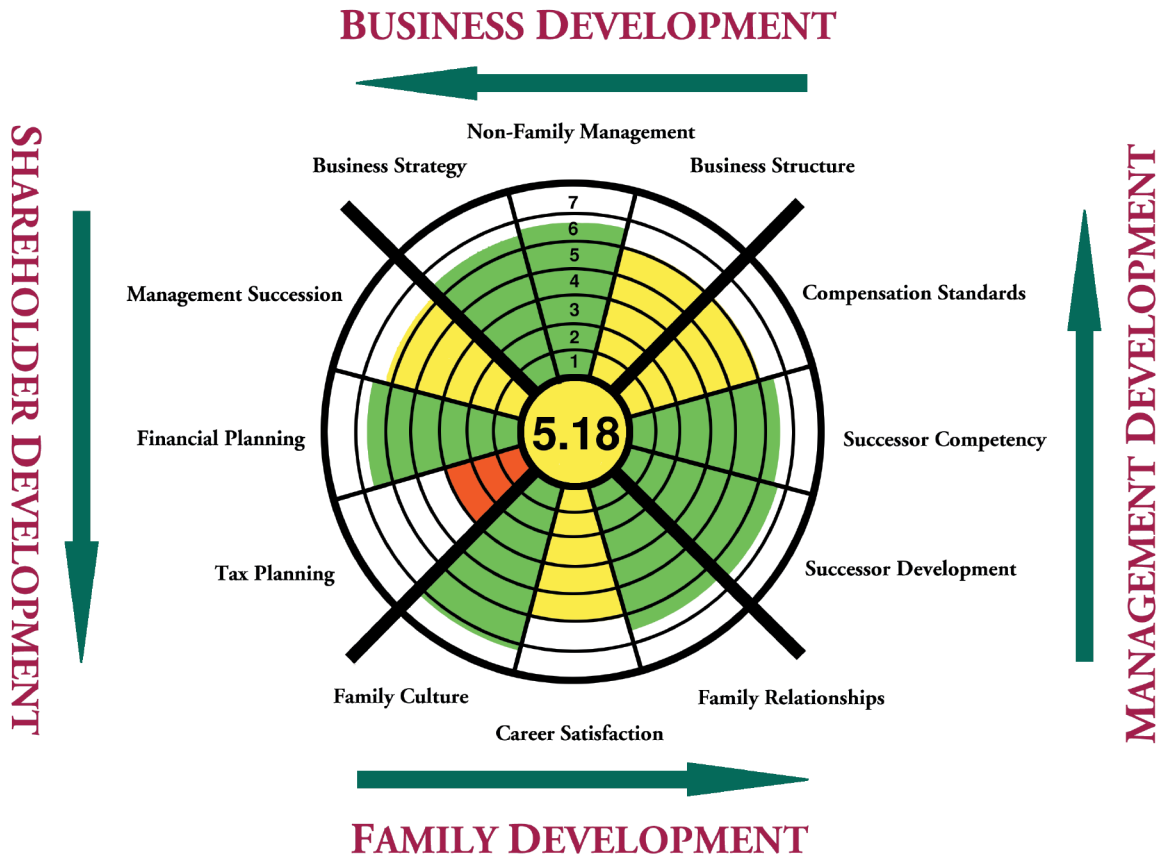 BUSINESS DEVELOPMENT
Non-Family Management
Business Strategy
Business Structure
SHAREHOLDER DEVELOPMENT
MANAGEMENT DEVELOPMENT
7
6
5
4
3
2
1
Management Succession
Compensation Standards
5.18
Financial Planning
Successor Competency
Tax Planning
Successor Development
Family Culture
Family Relationships
Career Satisfaction
FAMILY DEVELOPMENT